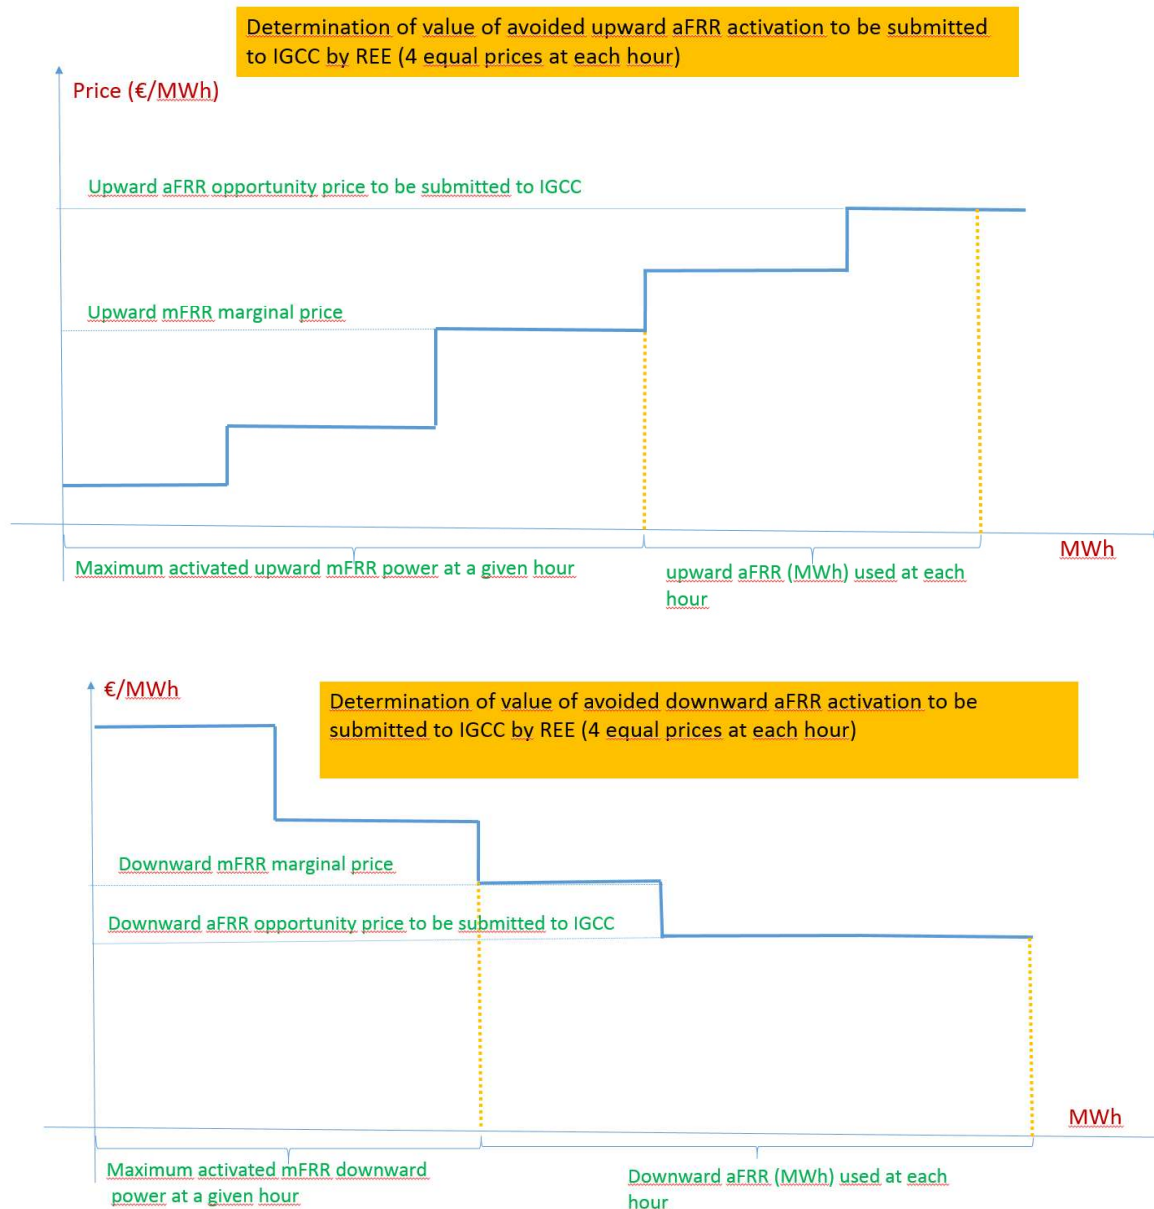 Determination of value of avoided upward aFRR activation to be submitted
to IGCC by REE (4 equal prices at each hour)
Price (€/MWh)
Upward aFRR opportunity price to be submitted to IGCC
Upward mFRR marginal price
MWh
Maximum activated upward mFRR power at a given hour
upward aFRR (MWh) used at each
hour
€/MWh
Determination of value of avoided downward aFRR activation to be
submitted to IGCC by REE (4 equal prices at each hour)
Downward mFRR marginal price
Downward aFRR opportunity price to be submitted to IGCC
MWh
Maximum activated mFRR downward
power at a given hour
Downward aFRR (MWh) used at each
hour